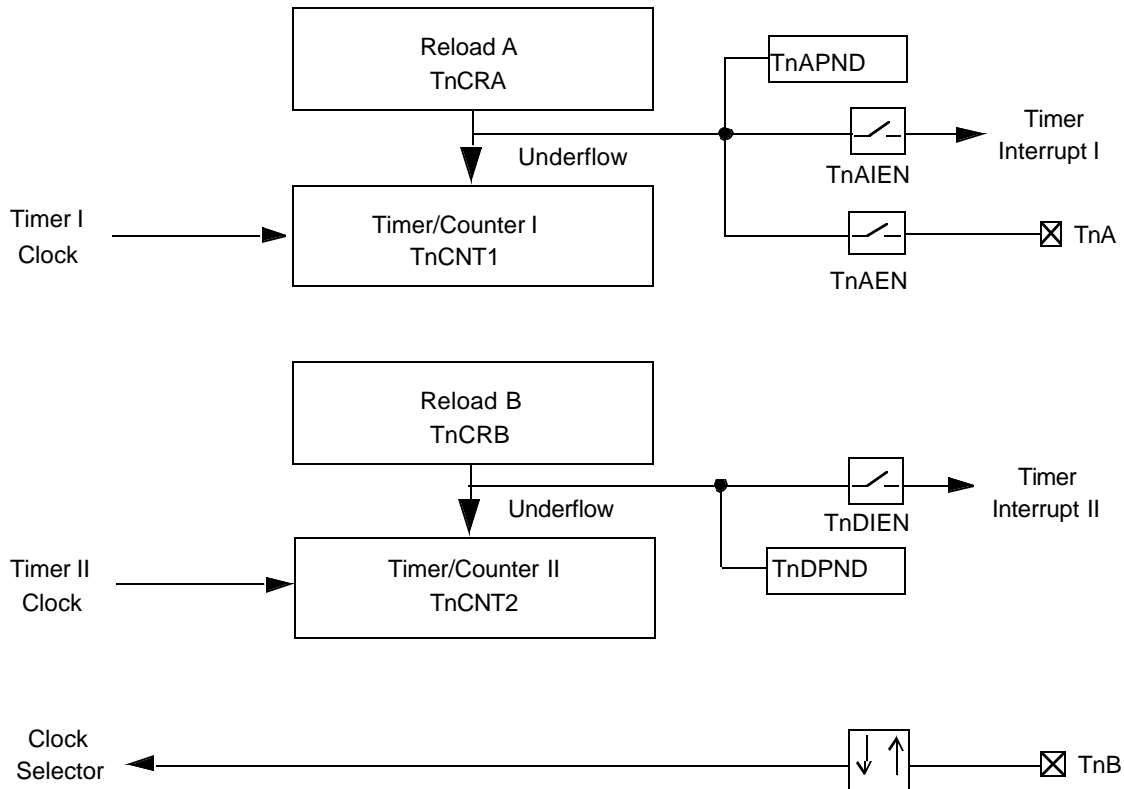 Reload A
TnCRA
TnAPND
Timer
Interrupt I
Underflow
TnAIEN
Timer I
Clock
Timer/Counter I
TnCNT1
TnA
TnAEN
Reload B
TnCRB
Timer
Interrupt II
Underflow
TnDIEN
Timer II
Clock
Timer/Counter II
TnCNT2
TnDPND
Clock
Selector
TnB